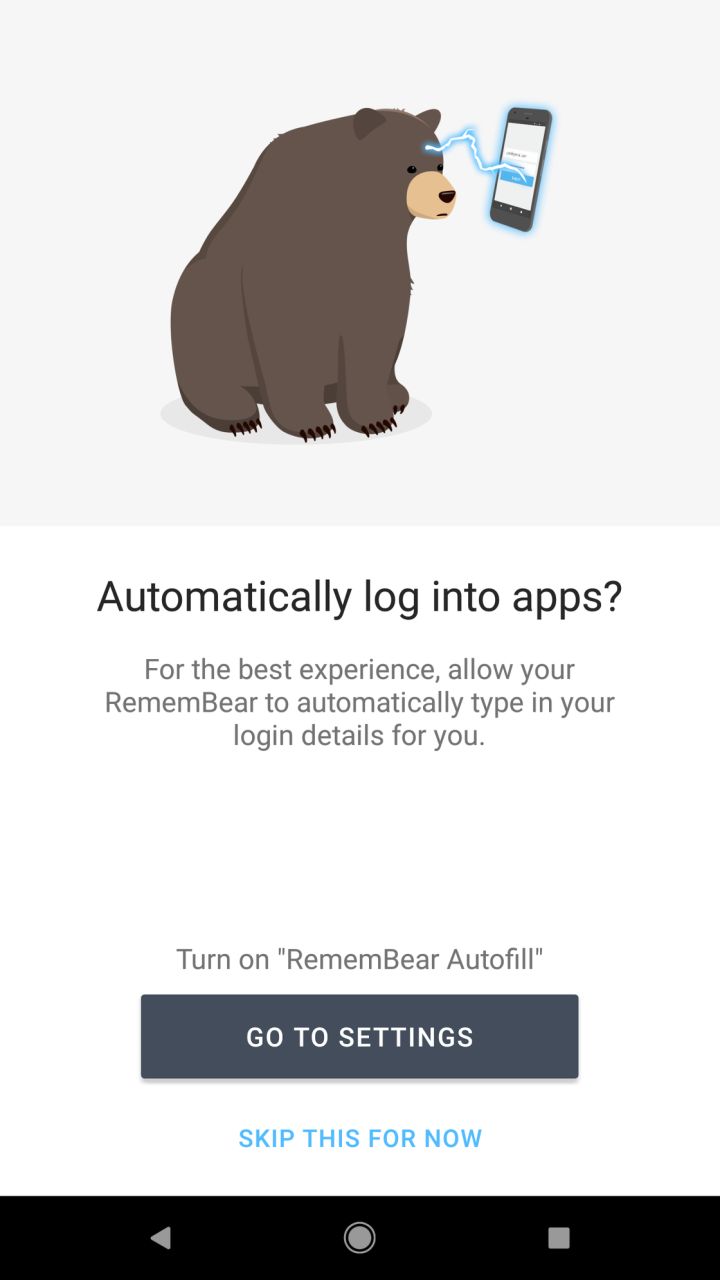 Automatically log into apps?
For the best experience, allow your
RememBear to automatically type in your
login details for you.
Turn on "RememBear Autofill"
GO TO SETTINGS
SKIP THIS FOR NOW